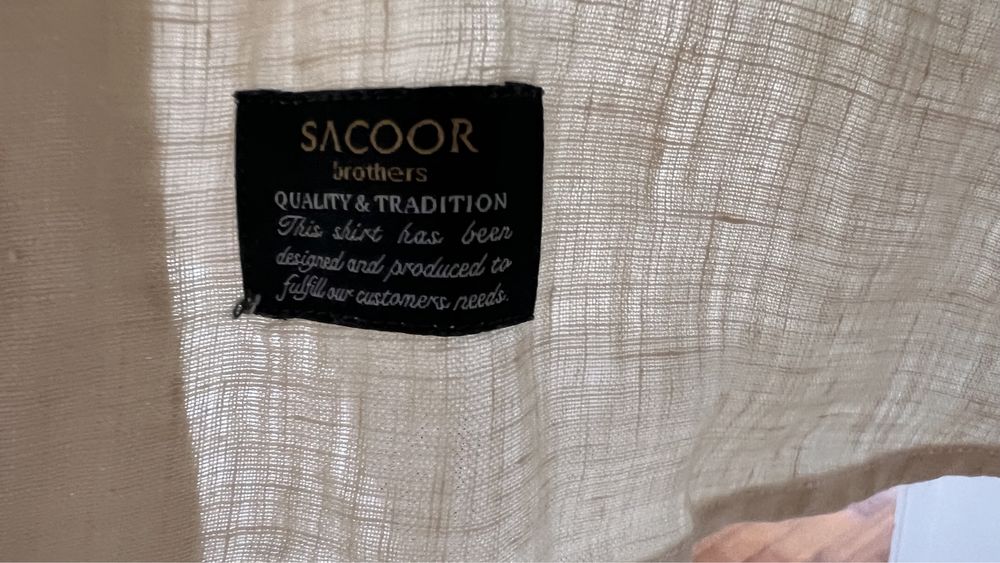 SACOOR
brothers
QUALITY & TRADITION
This shirt has been
designed and produced to
fulfill our customers needs.